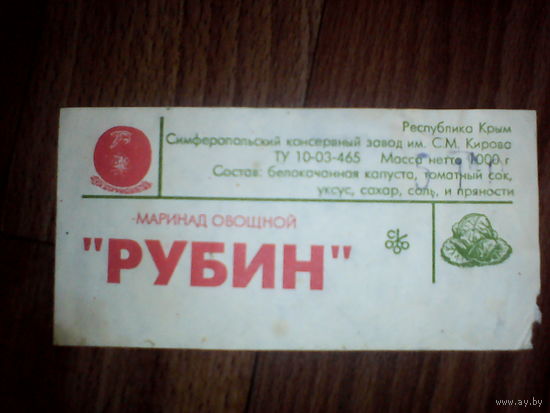 Республика Крым
Симферопольский консервный завод им. С.М. Кирова
ТУ 10-03-465 Масса нетто 1000 г
Состав: белокочанная капуста, томатный сок,
уксус, сахар, соль, и пряности
-МАРИНАД ОВОЩНОЙ
"РУБИН"
www.ay.by